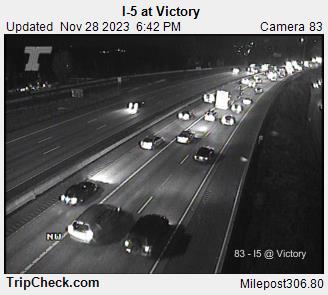 I-5 at Victory
Updated Nov 28 2023 6:42 PM Camera 83
NW
83 - I5 @ Victory
TripCheck.com Milepost306.80